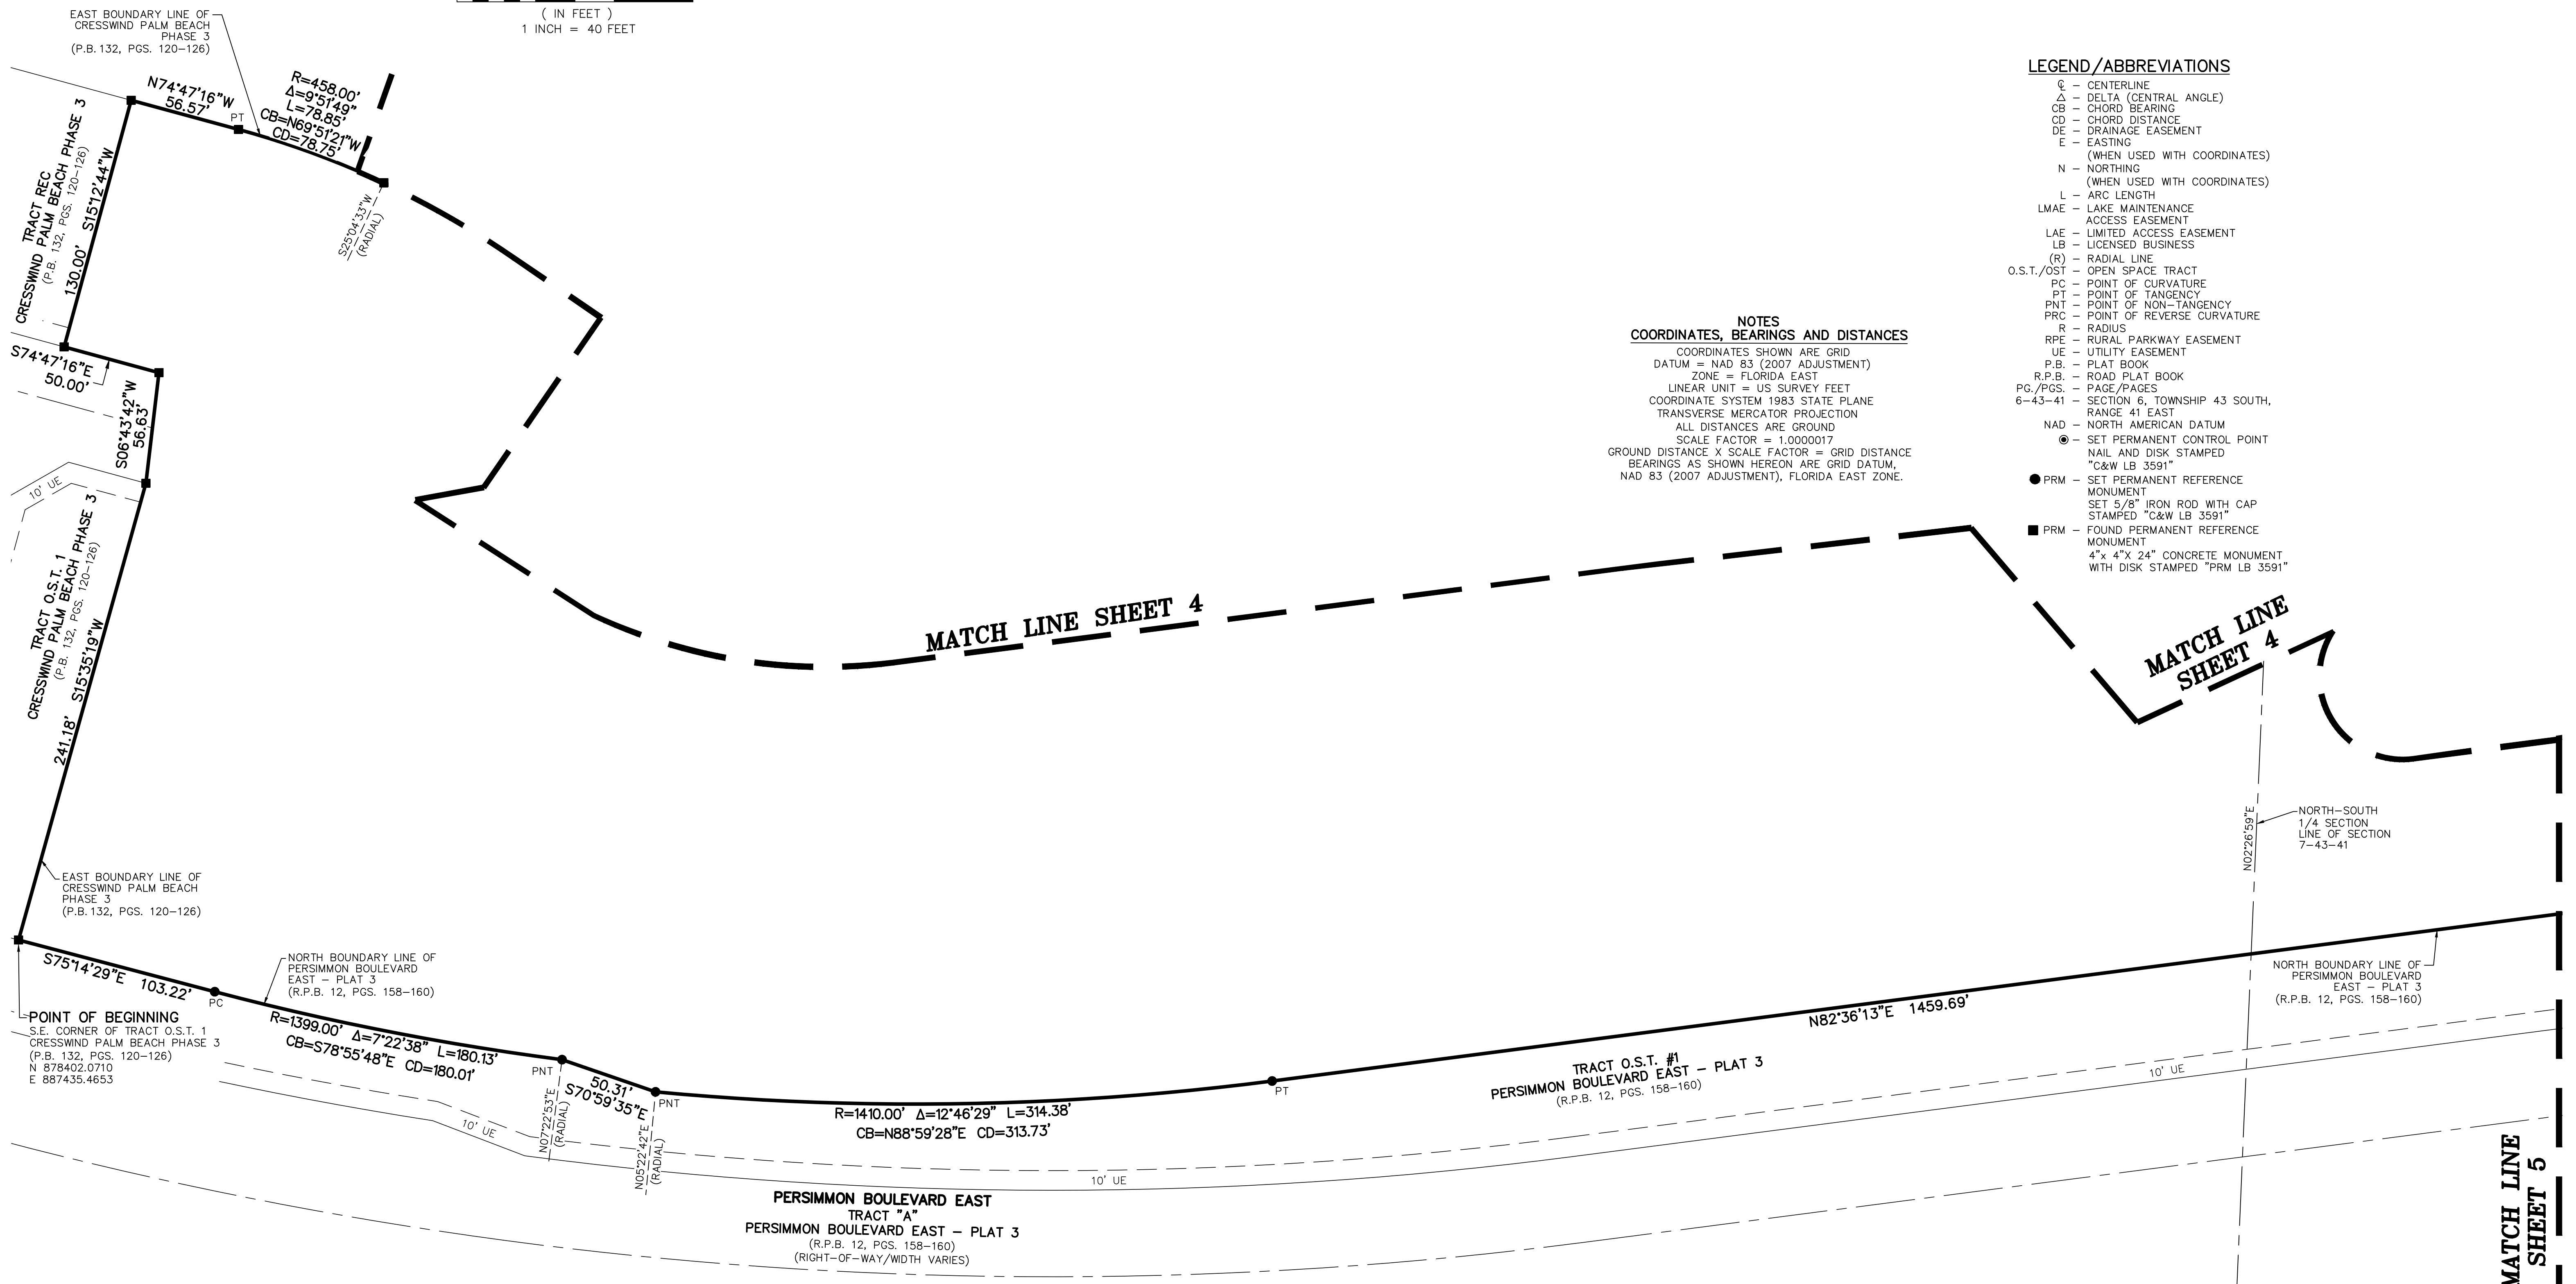 ( IN FEET )
1 INCH = 40 FEET
EAST BOUNDARY LINE OF
CRESSWIND PALM BEACH
PHASE 3
(P.B. 132, PGS. 120-126)
N74°47'16"W
56.57'
PT
R=458.00'
Δ=9°51'49"
L=78.85'
CB=N69°51'21"W
CD=78.75'
S25°04'33"W
(RADIAL)
TRACT REC
CRESSWIND PALM BEACH PHASE 3
(P.B. 132, PGS. 120-126)
130.00' S15°12'44"W
S74°47'16"E
50.00'
S06°43'42"W
56.63'
10' UE
TRACT O.S.T. 1
CRESSWIND PALM BEACH PHASE 3
(P.B. 132, PGS. 120-126)
241.18' S15°35'19"W
EAST BOUNDARY LINE OF
CRESSWIND PALM BEACH
PHASE 3
(P.B. 132, PGS. 120-126)
S75°14'29"E 103.22'
PC
POINT OF BEGINNING
S.E. CORNER OF TRACT O.S.T. 1
CRESSWIND PALM BEACH PHASE 3
(P.B. 132, PGS. 120-126)
N 878402.0710
E 887435.4653
NORTH BOUNDARY LINE OF
PERSIMMON BOULEVARD
EAST - PLAT 3
(R.P.B. 12, PGS. 158-160)
R=1399.00' Δ=7°22'38" L=180.13'
CB=S78°55'48"E CD=180.01'
PNT
50.31'
S70°59'35"E
PNT
N07°22'53"E
(RADIAL)
N05°22'42"E
(RADIAL)
10' UE
R=1410.00' Δ=12°46'29" L=314.38'
CB=N88°59'28"E CD=313.73'
PT
10' UE
PERSIMMON BOULEVARD EAST
TRACT "A"
PERSIMMON BOULEVARD EAST - PLAT 3
(R.P.B. 12, PGS. 158-160)
(RIGHT-OF-WAY/WIDTH VARIES)
MATCH LINE SHEET 4
NOTES
COORDINATES, BEARINGS AND DISTANCES
COORDINATES SHOWN ARE GRID
DATUM = NAD 83 (2007 ADJUSTMENT)
ZONE = FLORIDA EAST
LINEAR UNIT = US SURVEY FEET
COORDINATE SYSTEM 1983 STATE PLANE
TRANSVERSE MERCATOR PROJECTION
ALL DISTANCES ARE GROUND
SCALE FACTOR = 1.0000017
GROUND DISTANCE X SCALE FACTOR = GRID DISTANCE
BEARINGS AS SHOWN HEREON ARE GRID DATUM,
NAD 83 (2007 ADJUSTMENT), FLORIDA EAST ZONE.
LEGEND/ABBREVIATIONS
℄ - CENTERLINE
Δ - DELTA (CENTRAL ANGLE)
CB - CHORD BEARING
CD - CHORD DISTANCE
DE - DRAINAGE EASEMENT
E - EASTING
(WHEN USED WITH COORDINATES)
N - NORTHING
(WHEN USED WITH COORDINATES)
L - ARC LENGTH
LMAE - LAKE MAINTENANCE
ACCESS EASEMENT
LAE - LIMITED ACCESS EASEMENT
LB - LICENSED BUSINESS
(R) - RADIAL LINE
O.S.T./OST - OPEN SPACE TRACT
PC - POINT OF CURVATURE
PT - POINT OF TANGENCY
PNT - POINT OF NON-TANGENCY
PRC - POINT OF REVERSE CURVATURE
R - RADIUS
RPE - RURAL PARKWAY EASEMENT
UE - UTILITY EASEMENT
P.B. - PLAT BOOK
R.P.B. - ROAD PLAT BOOK
PG./PGS. - PAGE/PAGES
6-43-41 - SECTION 6, TOWNSHIP 43 SOUTH,
RANGE 41 EAST
NAD - NORTH AMERICAN DATUM
- SET PERMANENT CONTROL POINT
NAIL AND DISK STAMPED
"C&W LB 3591"
PRM - SET PERMANENT REFERENCE
MONUMENT
SET 5/8" IRON ROD WITH CAP
STAMPED "C&W LB 3591"
PRM - FOUND PERMANENT REFERENCE
MONUMENT
4"x 4"X 24" CONCRETE MONUMENT
WITH DISK STAMPED "PRM LB 3591"
MATCH LINE
SHEET 4
N02°26'59"E
NORTH-SOUTH
1/4 SECTION
LINE OF SECTION
7-43-41
NORTH BOUNDARY LINE OF
PERSIMMON BOULEVARD
EAST - PLAT 3
(R.P.B. 12, PGS. 158-160)
N82°36'13"E 1459.69'
TRACT O.S.T. #1
PERSIMMON BOULEVARD EAST - PLAT 3
(R.P.B. 12, PGS. 158-160)
10' UE
MATCH LINE
SHEET 5